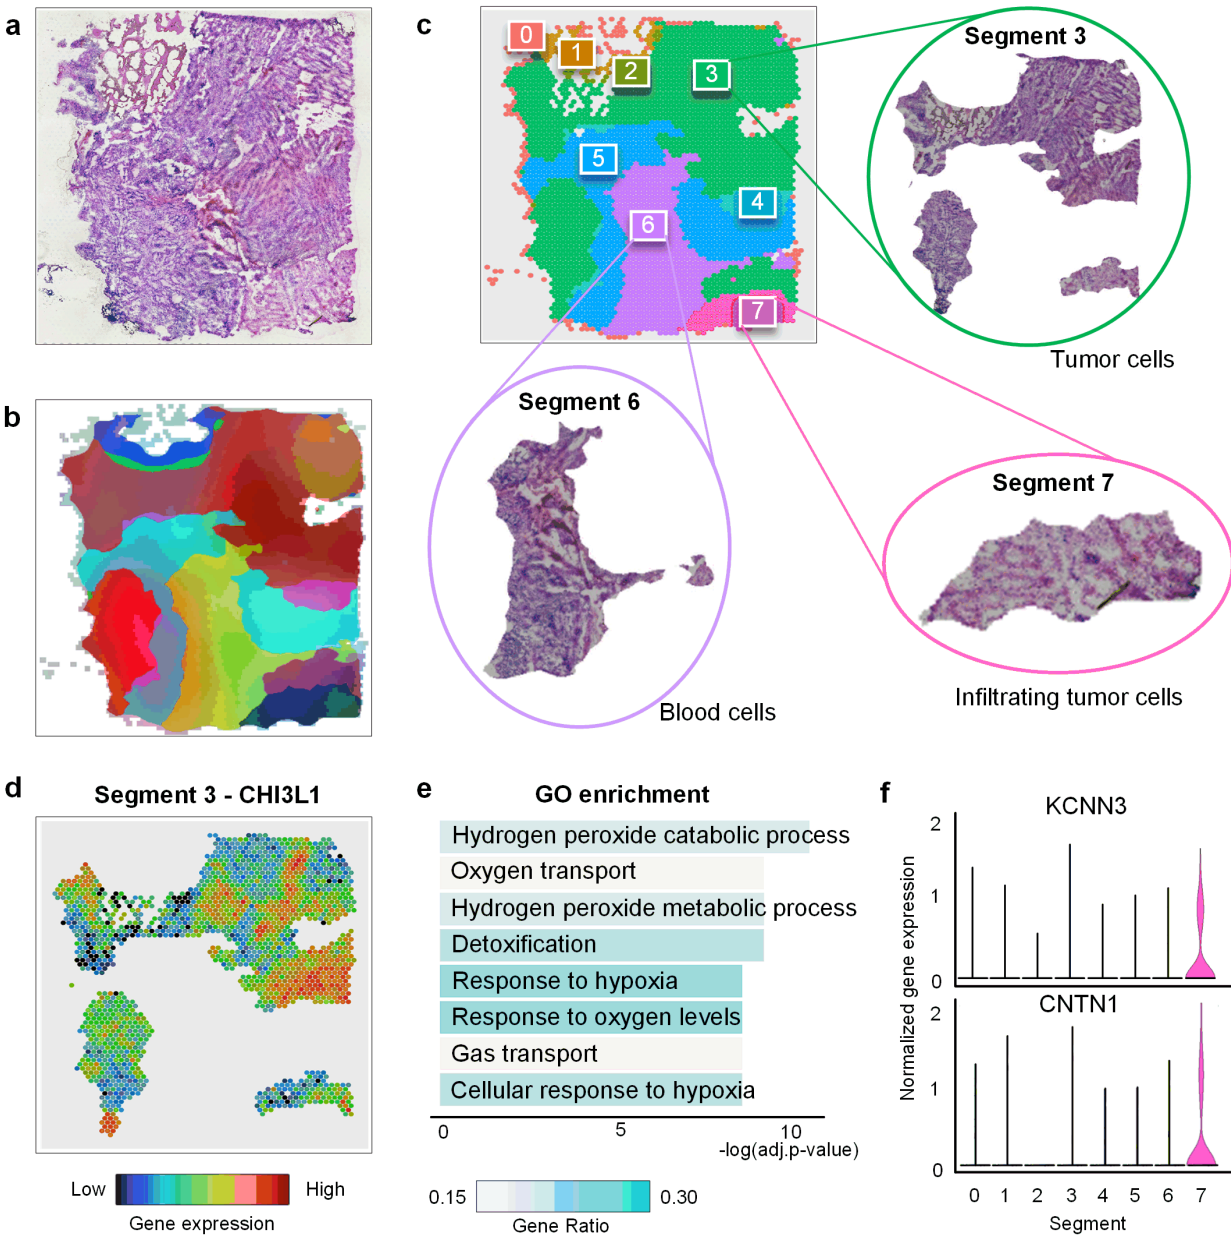 a
c
0
1
2
3
5
4
6
7
Segment 3
Tumor cells
b
Segment 6
Blood cells
Segment 7
Infiltrating tumor cells
d
Segment 3 - CHI3L1
Low
High
Gene expression
e
GO enrichment
Hydrogen peroxide catabolic process
Oxygen transport
Hydrogen peroxide metabolic process
Detoxification
Response to hypoxia
Response to oxygen levels
Gas transport
Cellular response to hypoxia
0 5 10
-log(adj.p-value)
0.15 0.30
Gene Ratio
f
KCNN3
2
1
0
Normalized gene expression
CNTN1
2
1
0
0 1 2 3 4 5 6 7
Segment